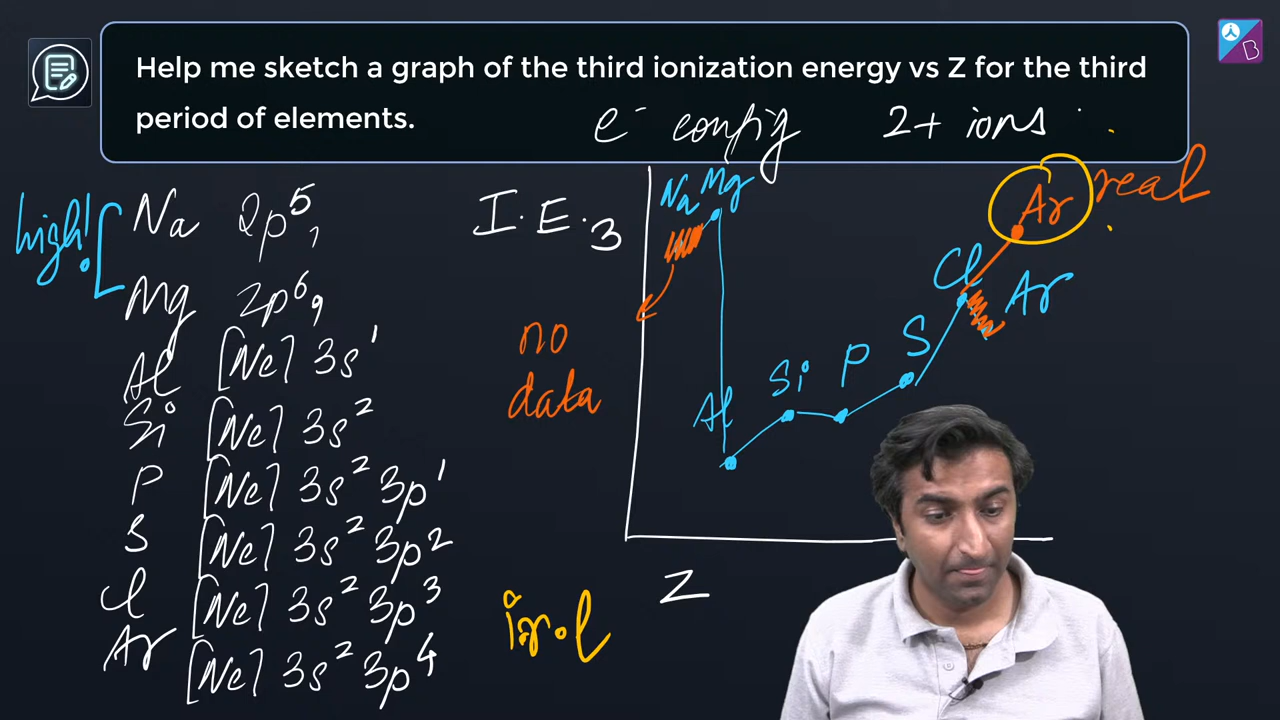 Help me sketch a graph of the third ionization energy vs Z for the third
period of elements.
e⁻ config 2+ ions
high!
Na 2p⁵
Mg 2p⁶
Al [Ne] 3s¹
Si [Ne] 3s²
P [Ne] 3s² 3p¹
S [Ne] 3s² 3p²
Cl [Ne] 3s² 3p³
Ar [Ne] 3s² 3p⁴
I.E.₃
no
data
Na Mg
Al
Si
P
S
Cl
Ar
Ar real
Z
B